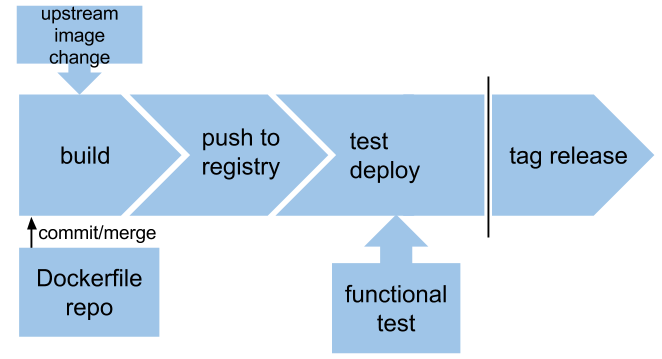 upstream
image
change
build
push to
registry
test
deploy
tag release
commit/merge
Dockerfile
repo
functional
test